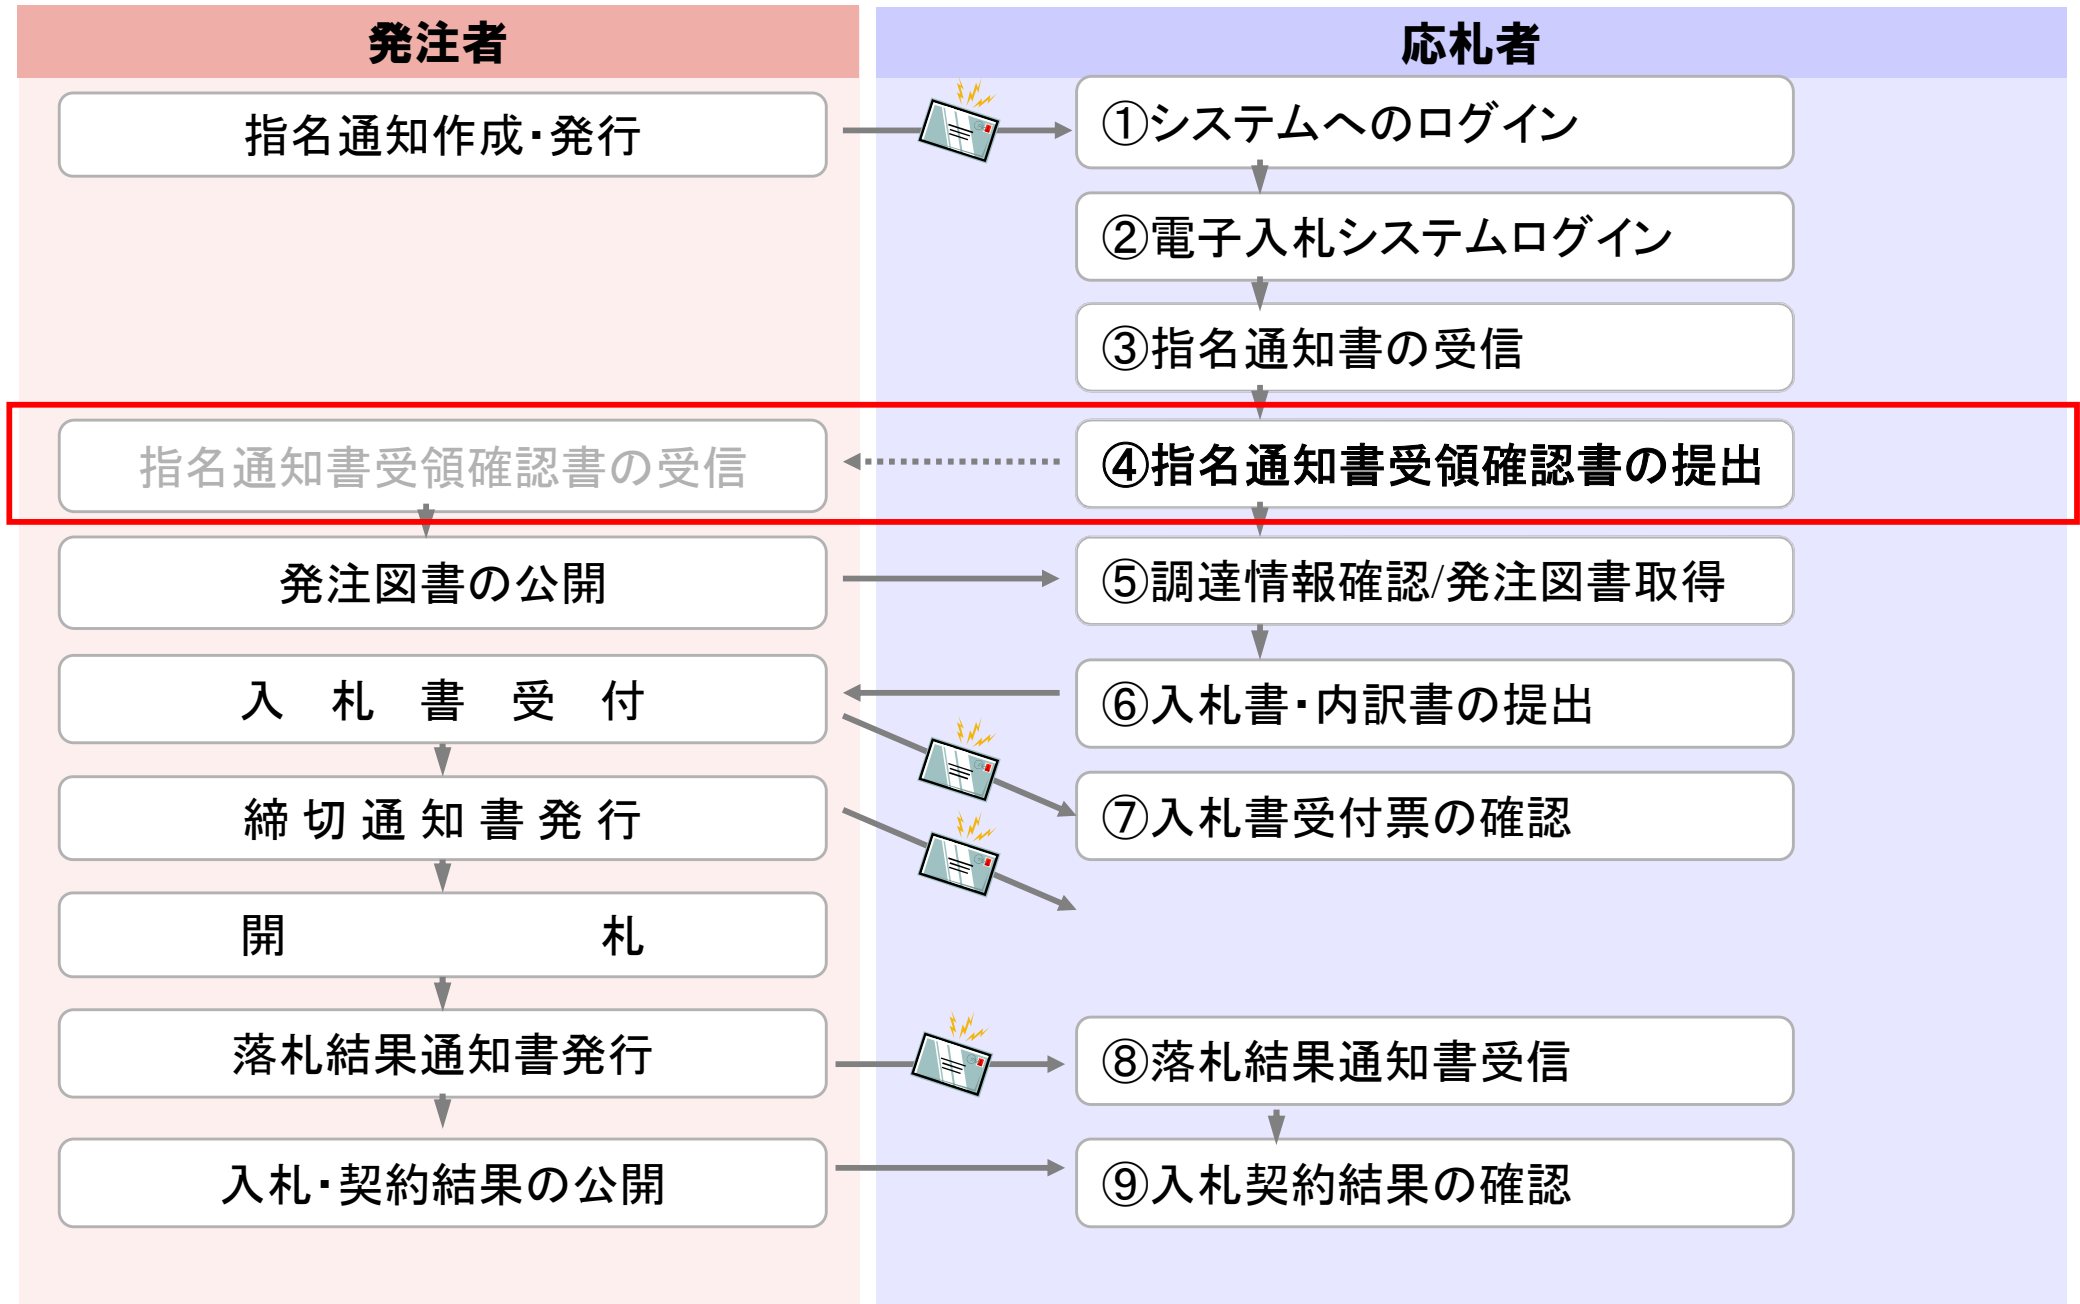 発注者
応札者
指名通知作成・発行
①システムへのログイン
②電子入札システムログイン
③指名通知書の受信
指名通知書受領確認書の受信
④指名通知書受領確認書の提出
発注図書の公開
⑤調達情報確認/発注図書取得
入 札 書 受 付
⑥入札書・内訳書の提出
締切通知書発行
⑦入札書受付票の確認
開 札
落札結果通知書発行
⑧落札結果通知書受信
入札・契約結果の公開
⑨入札契約結果の確認